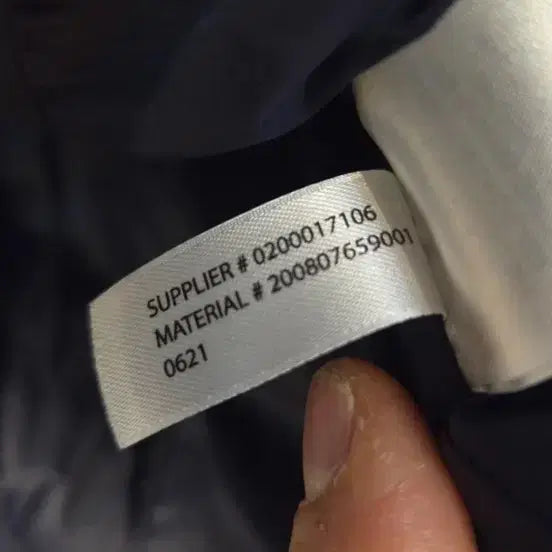 SUPPLIER # 0200017106
MATERIAL # 200807659001
0621